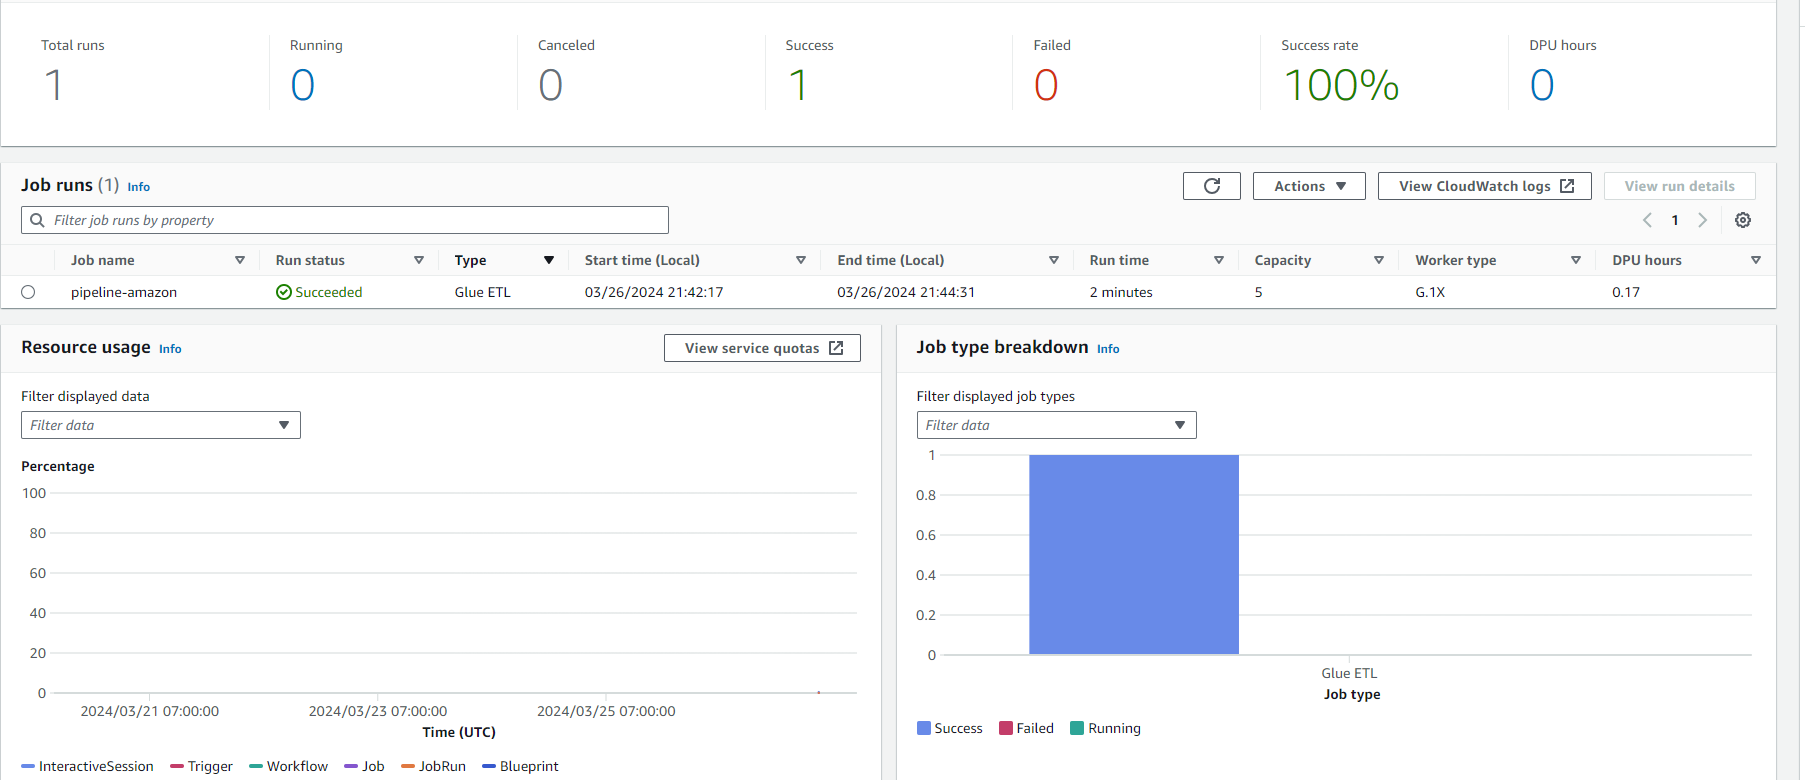 Total runs Running Canceled Success Failed Success rate DPU hours
1 0 0 1 0 100% 0
Job runs (1) Info
Actions View CloudWatch logs View run details
Filter job runs by property
1
Job name Run status Type Start time (Local) End time (Local) Run time Capacity Worker type DPU hours
pipeline-amazon Succeeded Glue ETL 03/26/2024 21:42:17 03/26/2024 21:44:31 2 minutes 5 G.1X 0.17
Resource usage Info
View service quotas
Filter displayed data
Filter data
Percentage
100
80
60
40
20
0
2024/03/21 07:00:00 2024/03/23 07:00:00 2024/03/25 07:00:00
Time (UTC)
InteractiveSession Trigger Workflow Job JobRun Blueprint
Job type breakdown Info
Filter displayed job types
Filter data
1
0.8
0.6
0.4
0.2
0
Glue ETL
Job type
Success Failed Running